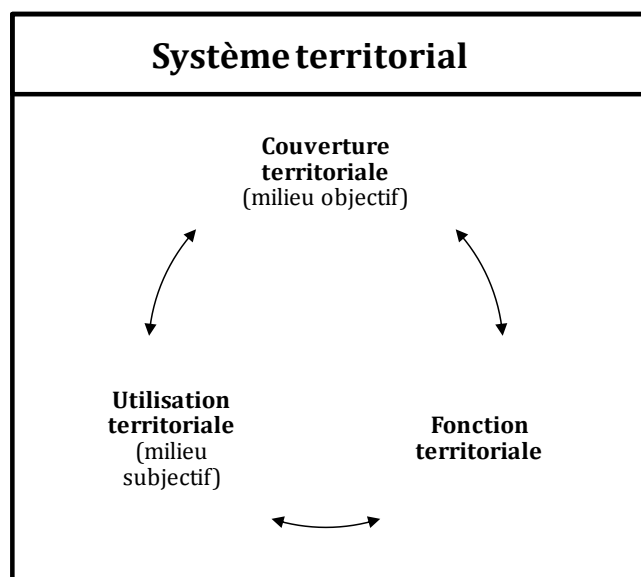 Système territorial
Couverture
territoriale
(milieu objectif)
Utilisation
territoriale
(milieu
subjectif)
Fonction
territoriale